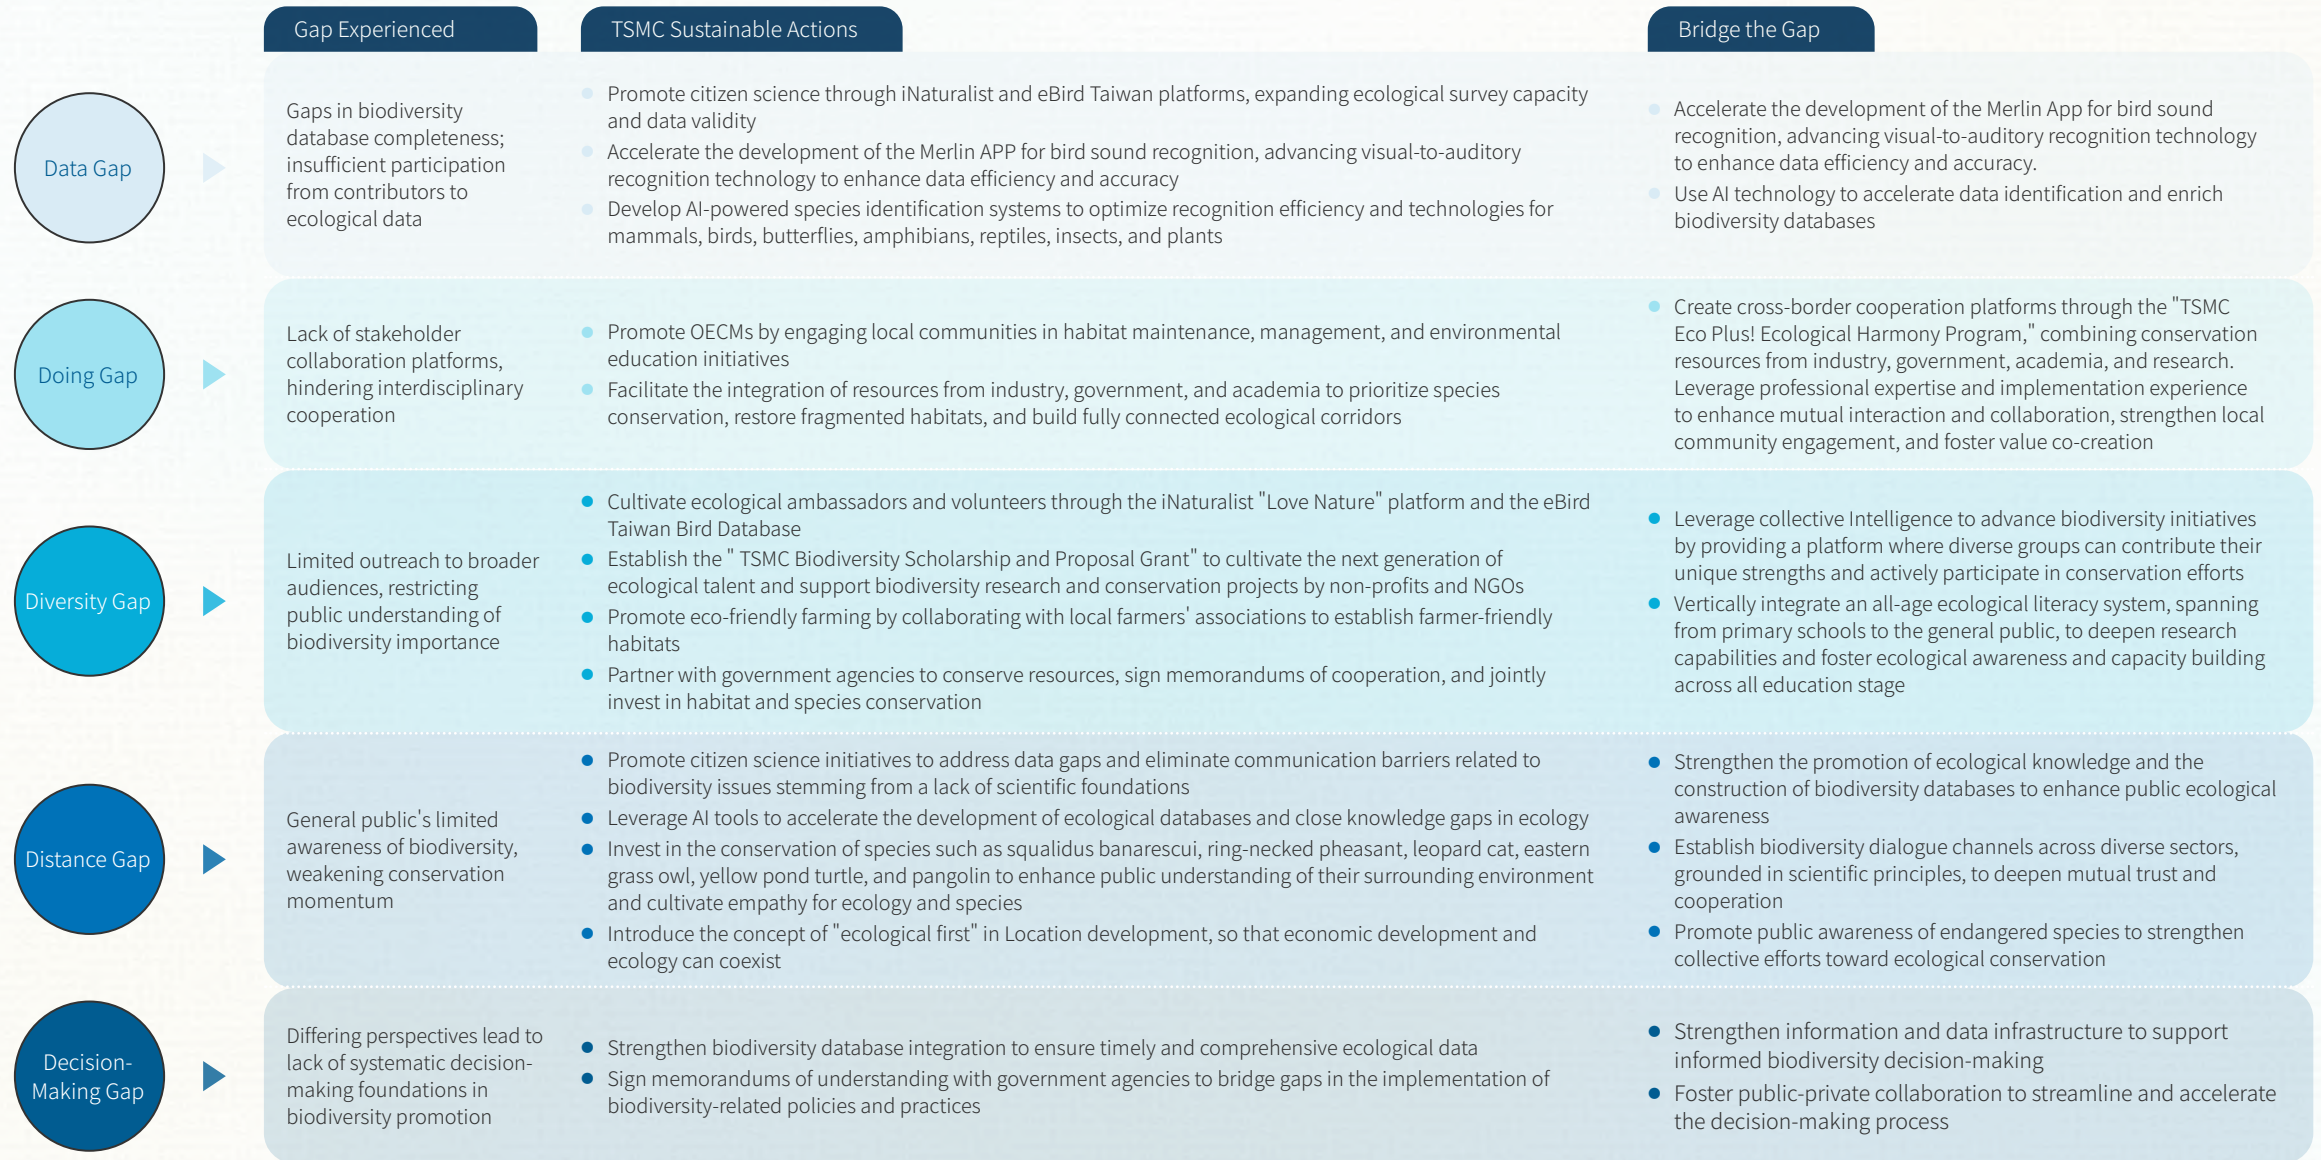 Gap Experienced
TSMC Sustainable Actions
Bridge the Gap
Data Gap
Gaps in biodiversity
database completeness;
insufficient participation
from contributors to
ecological data
Promote citizen science through iNaturalist and eBird Taiwan platforms, expanding ecological survey capacity
and data validity
Accelerate the development of the Merlin APP for bird sound recognition, advancing visual-to-auditory
recognition technology to enhance data efficiency and accuracy
Develop AI-powered species identification systems to optimize recognition efficiency and technologies for
mammals, birds, butterflies, amphibians, reptiles, insects, and plants
Accelerate the development of the Merlin App for bird sound
recognition, advancing visual-to-auditory recognition technology
to enhance data efficiency and accuracy.
Use AI technology to accelerate data identification and enrich
biodiversity databases
Doing Gap
Lack of stakeholder
collaboration platforms,
hindering interdisciplinary
cooperation
Promote OECMs by engaging local communities in habitat maintenance, management, and environmental
education initiatives
Facilitate the integration of resources from industry, government, and academia to prioritize species
conservation, restore fragmented habitats, and build fully connected ecological corridors
Create cross-border cooperation platforms through the "TSMC
Eco Plus! Ecological Harmony Program," combining conservation
resources from industry, government, academia, and research.
Leverage professional expertise and implementation experience
to enhance mutual interaction and collaboration, strengthen local
community engagement, and foster value co-creation
Diversity Gap
Limited outreach to broader
audiences, restricting
public understanding of
biodiversity importance
Cultivate ecological ambassadors and volunteers through the iNaturalist "Love Nature" platform and the eBird
Taiwan Bird Database
Establish the " TSMC Biodiversity Scholarship and Proposal Grant" to cultivate the next generation of
ecological talent and support biodiversity research and conservation projects by non-profits and NGOs
Promote eco-friendly farming by collaborating with local farmers' associations to establish farmer-friendly
habitats
Partner with government agencies to conserve resources, sign memorandums of cooperation, and jointly
invest in habitat and species conservation
Leverage collective Intelligence to advance biodiversity initiatives
by providing a platform where diverse groups can contribute their
unique strengths and actively participate in conservation efforts
Vertically integrate an all-age ecological literacy system, spanning
from primary schools to the general public, to deepen research
capabilities and foster ecological awareness and capacity building
across all education stage
Distance Gap
General public's limited
awareness of biodiversity,
weakening conservation
momentum
Promote citizen science initiatives to address data gaps and eliminate communication barriers related to
biodiversity issues stemming from a lack of scientific foundations
Leverage AI tools to accelerate the development of ecological databases and close knowledge gaps in ecology
Invest in the conservation of species such as squalidus banarescui, ring-necked pheasant, leopard cat, eastern
grass owl, yellow pond turtle, and pangolin to enhance public understanding of their surrounding environment
and cultivate empathy for ecology and species
Introduce the concept of "ecological first" in Location development, so that economic development and
ecology can coexist
Strengthen the promotion of ecological knowledge and the
construction of biodiversity databases to enhance public ecological
awareness
Establish biodiversity dialogue channels across diverse sectors,
grounded in scientific principles, to deepen mutual trust and
cooperation
Promote public awareness of endangered species to strengthen
collective efforts toward ecological conservation
Decision-
Making Gap
Differing perspectives lead to
lack of systematic decision-
making foundations in
biodiversity promotion
Strengthen biodiversity database integration to ensure timely and comprehensive ecological data
Sign memorandums of understanding with government agencies to bridge gaps in the implementation of
biodiversity-related policies and practices
Strengthen information and data infrastructure to support
informed biodiversity decision-making
Foster public-private collaboration to streamline and accelerate
the decision-making process